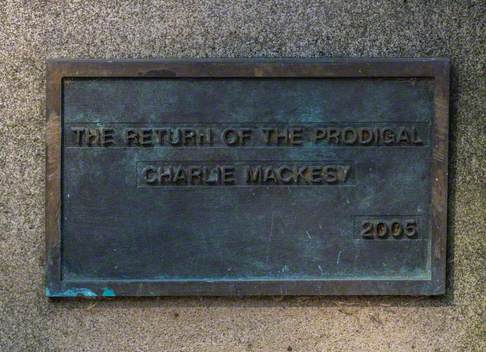 THE RETURN OF THE PRODIGAL
CHARLIE MACKESY
2005